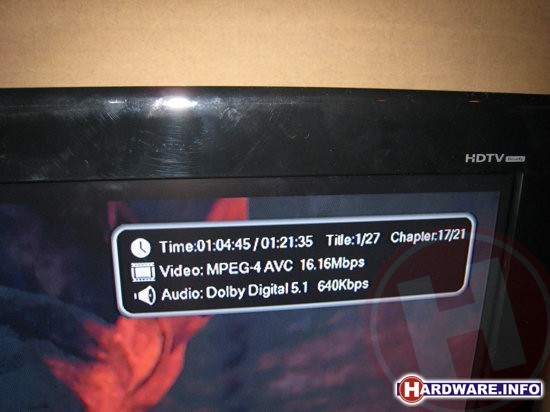 HDTV Ready
Time:01:04:45 / 01:21:35 Title:1/27 Chapter:17/21
Video: MPEG-4 AVC 16.16Mbps
Audio: Dolby Digital 5.1 640Kbps
H
HARDWARE.INFO